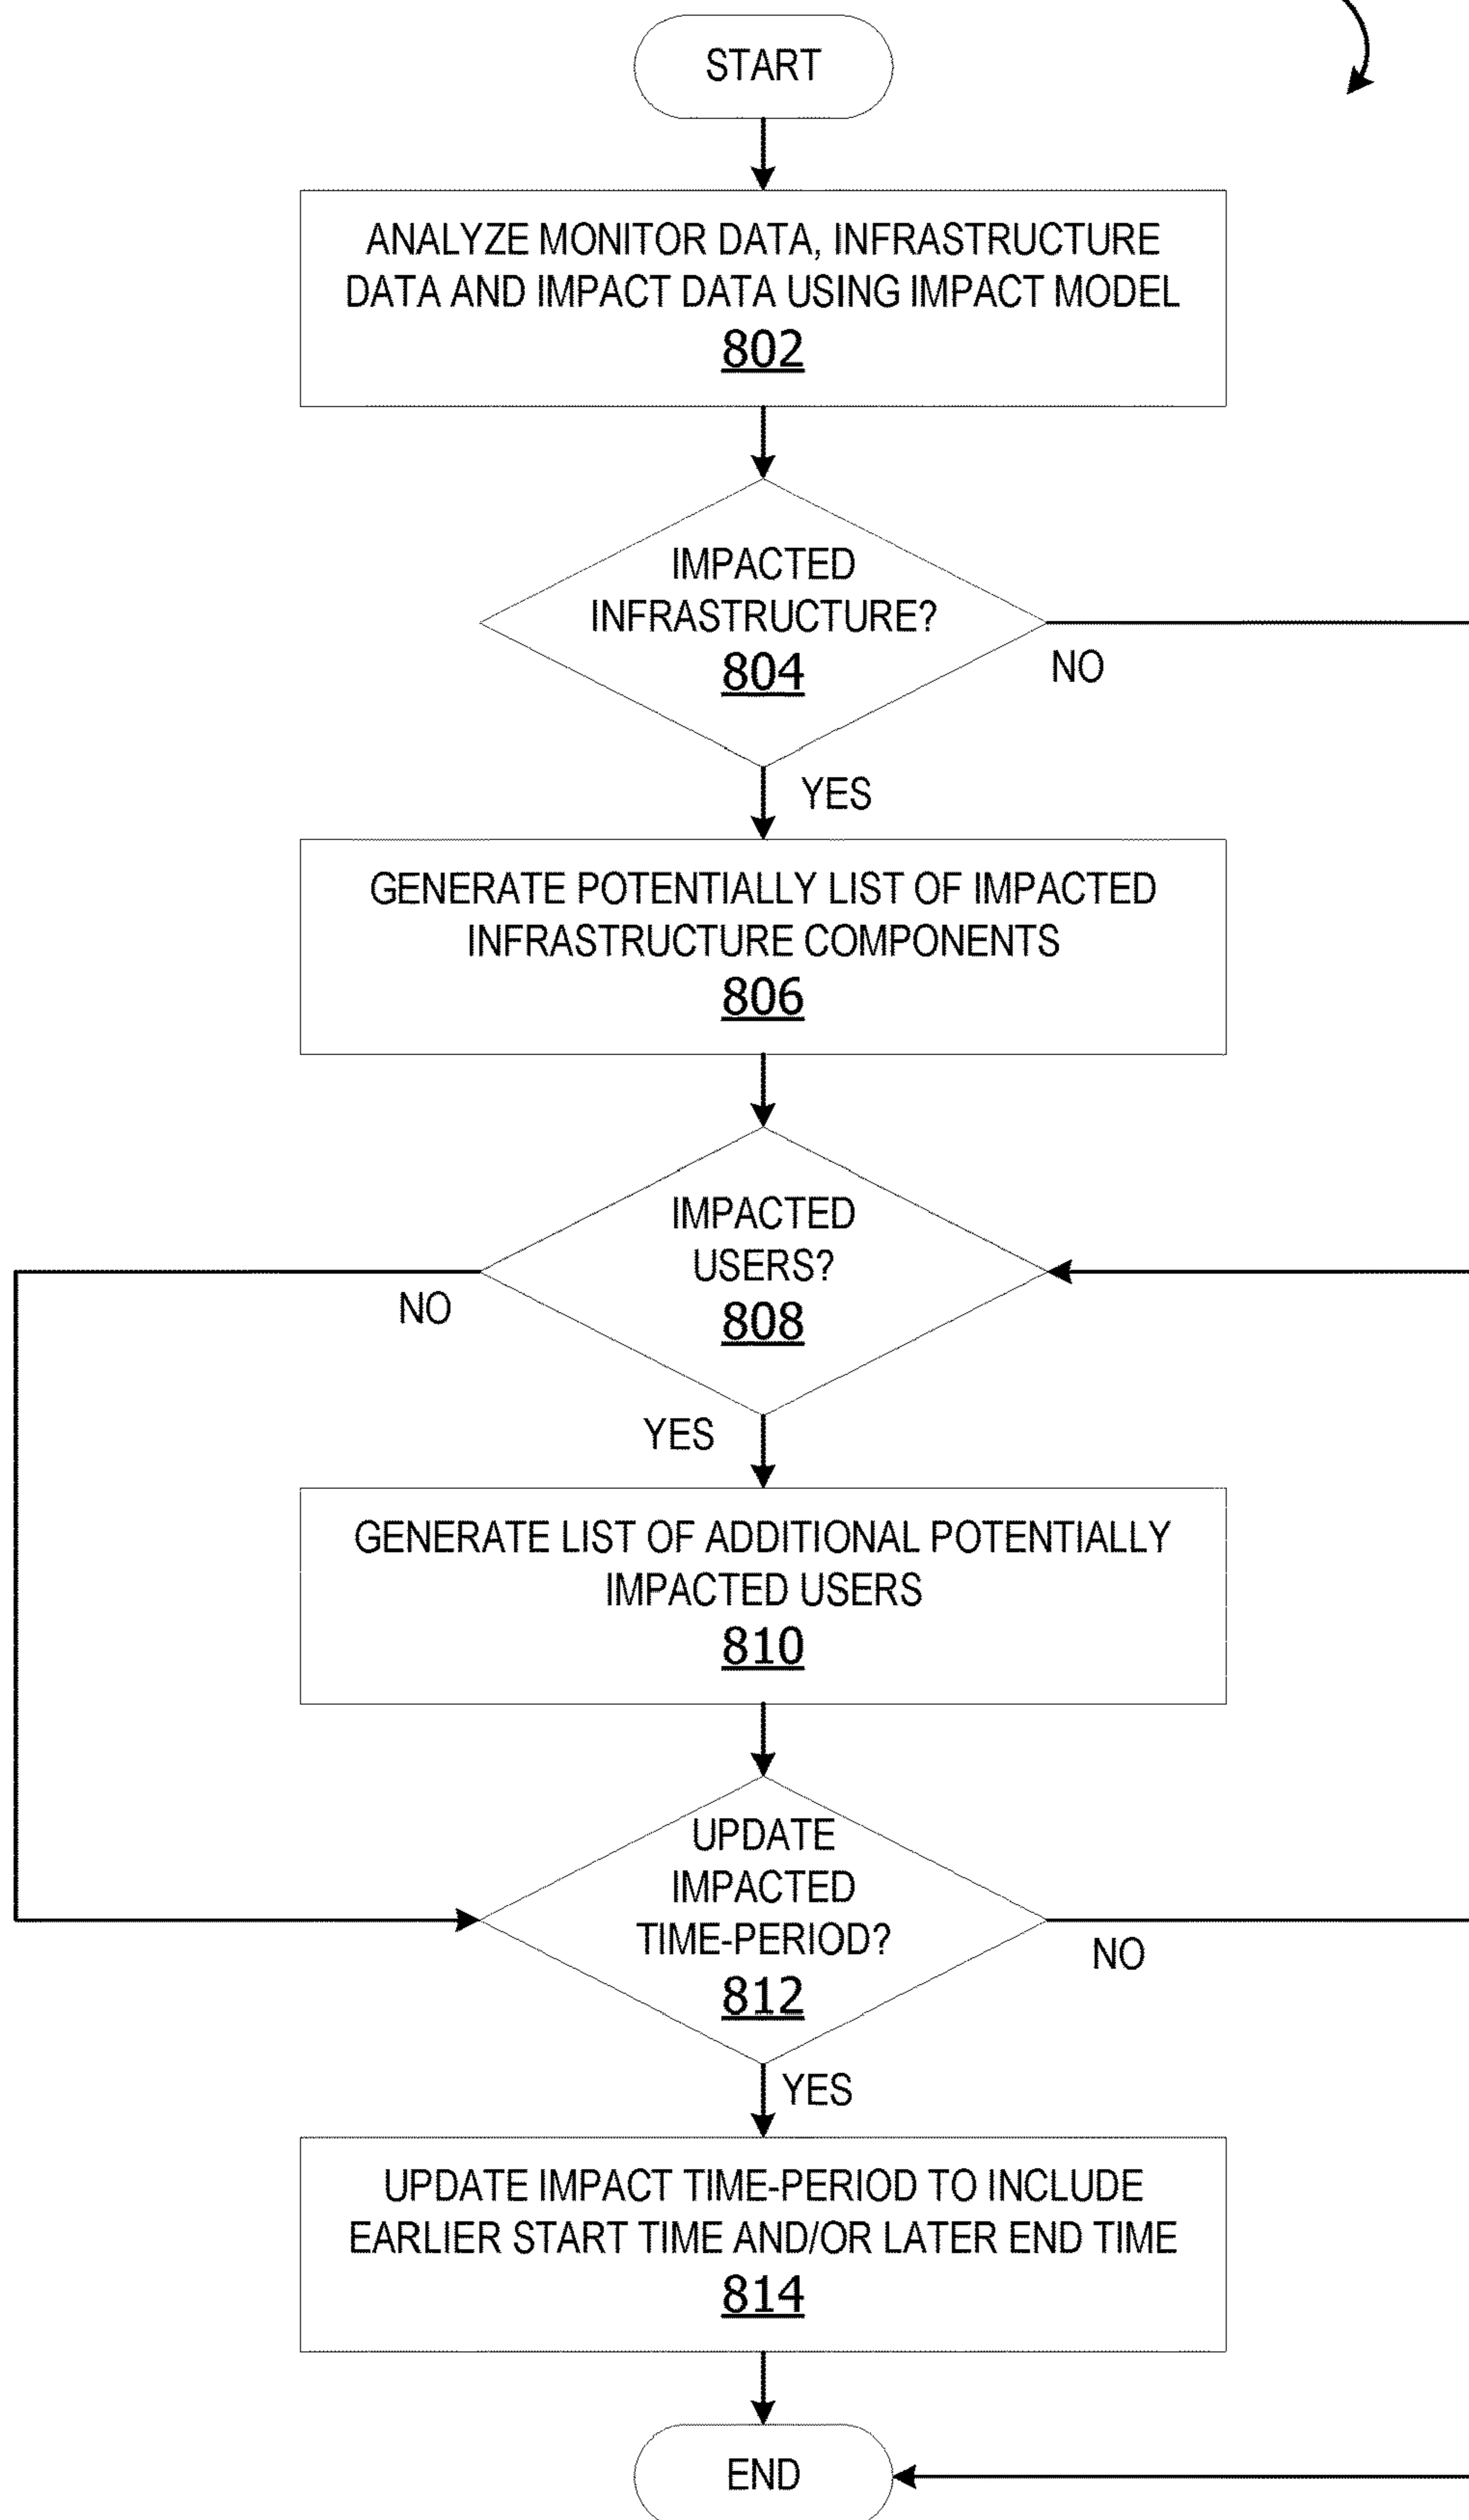 START
ANALYZE MONITOR DATA, INFRASTRUCTURE
DATA AND IMPACT DATA USING IMPACT MODEL
802
IMPACTED
INFRASTRUCTURE?
804
NO
YES
GENERATE POTENTIALLY LIST OF IMPACTED
INFRASTRUCTURE COMPONENTS
806
IMPACTED
USERS?
808
NO
YES
GENERATE LIST OF ADDITIONAL POTENTIALLY
IMPACTED USERS
810
UPDATE
IMPACTED
TIME-PERIOD?
812
NO
YES
UPDATE IMPACT TIME-PERIOD TO INCLUDE
EARLIER START TIME AND/OR LATER END TIME
814
END